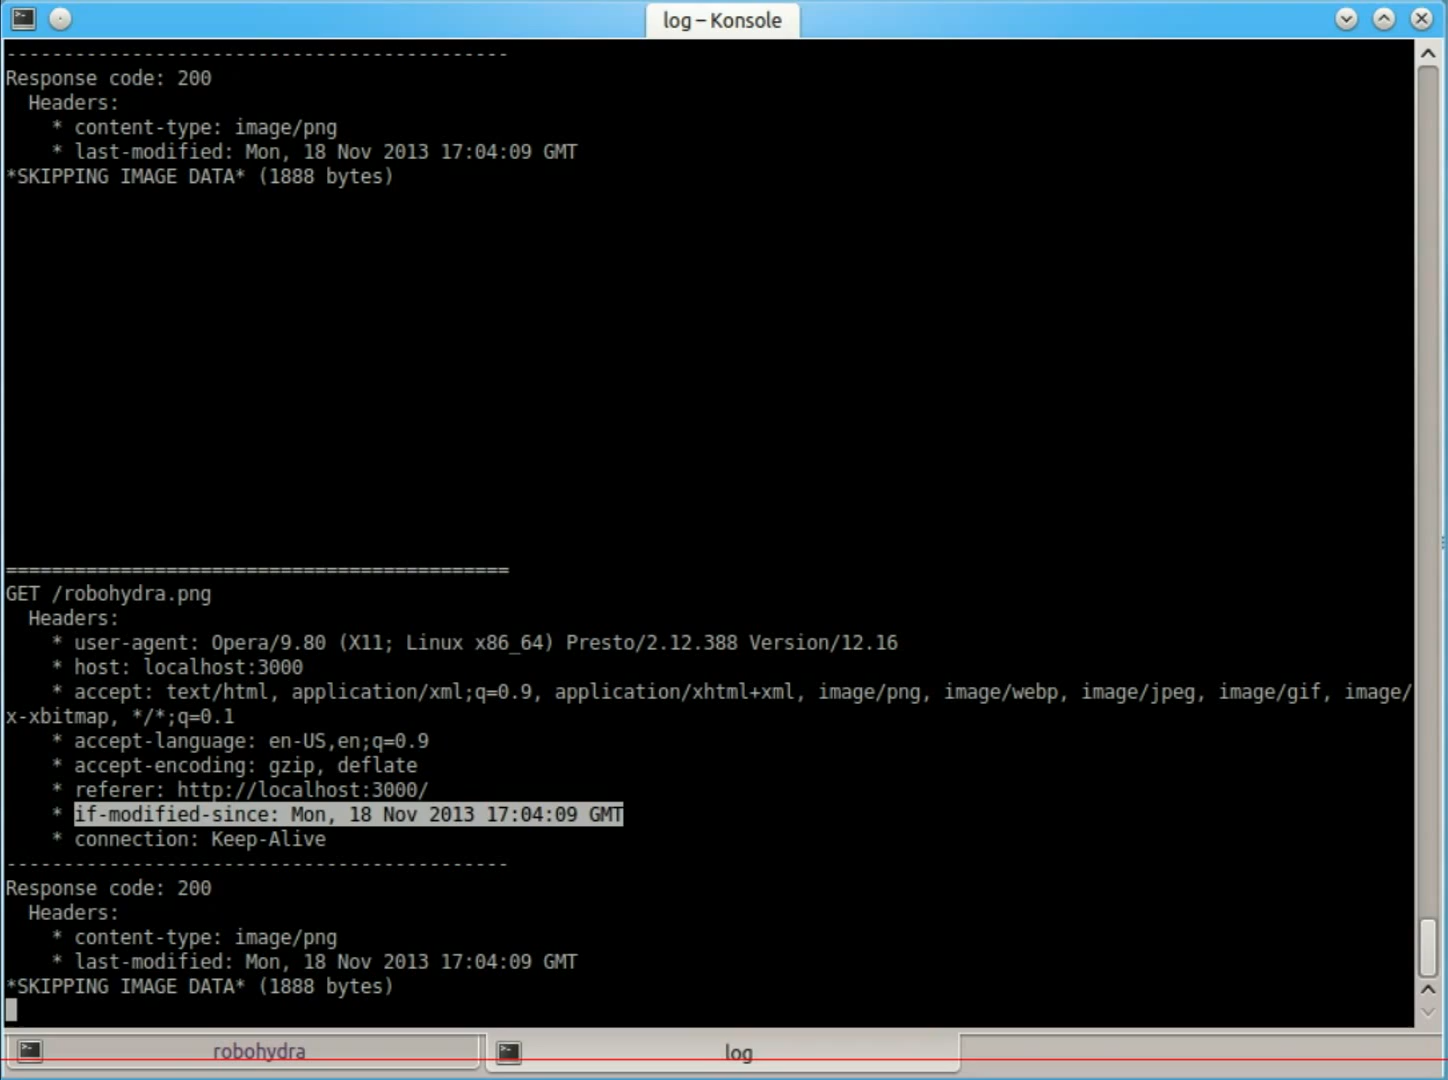 log – Konsole
--------------------------------------------
Response code: 200
  Headers:
    * content-type: image/png
    * last-modified: Mon, 18 Nov 2013 17:04:09 GMT
*SKIPPING IMAGE DATA* (1888 bytes)
============================================
GET /robohydra.png
  Headers:
    * user-agent: Opera/9.80 (X11; Linux x86_64) Presto/2.12.388 Version/12.16
    * host: localhost:3000
    * accept: text/html, application/xml;q=0.9, application/xhtml+xml, image/png, image/webp, image/jpeg, image/gif, image/
x-xbitmap, */*;q=0.1
    * accept-language: en-US,en;q=0.9
    * accept-encoding: gzip, deflate
    * referer: http://localhost:3000/
    * if-modified-since: Mon, 18 Nov 2013 17:04:09 GMT
    * connection: Keep-Alive
--------------------------------------------
Response code: 200
  Headers:
    * content-type: image/png
    * last-modified: Mon, 18 Nov 2013 17:04:09 GMT
*SKIPPING IMAGE DATA* (1888 bytes)
robohydra
log